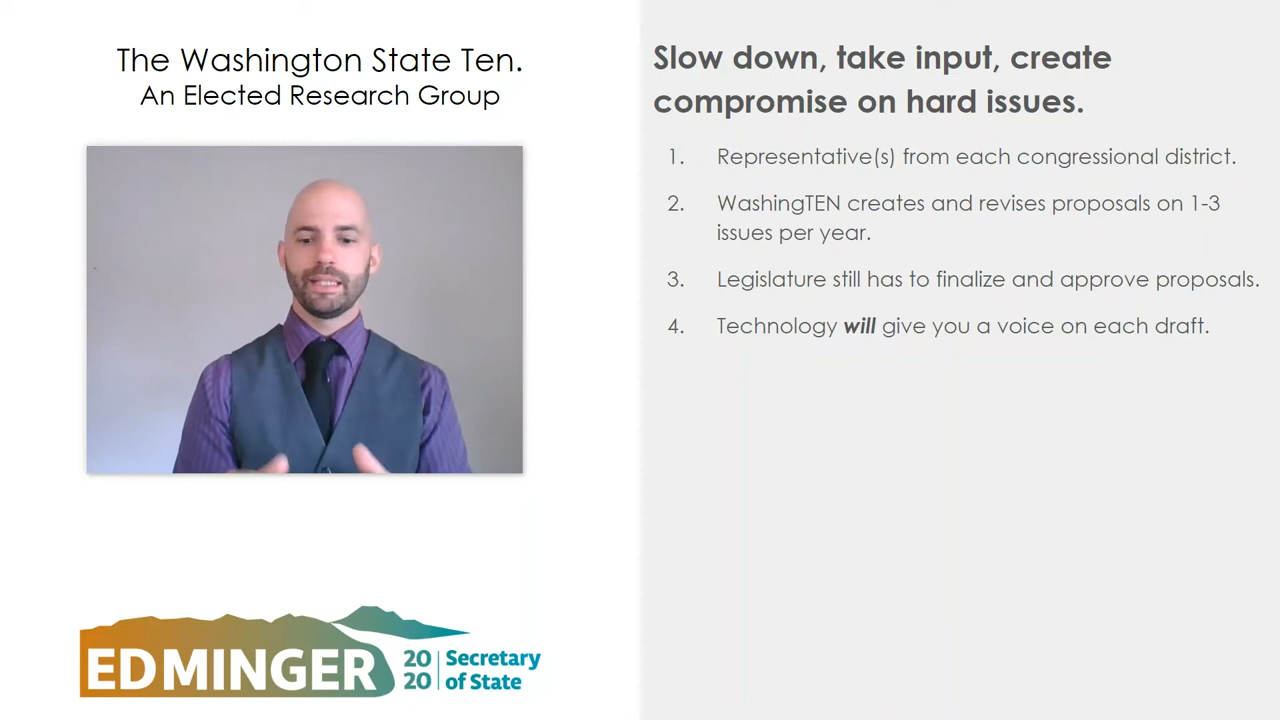 The Washington State Ten.
An Elected Research Group
Slow down, take input, create
compromise on hard issues.
1. Representative(s) from each congressional district.
2. WashingTEN creates and revises proposals on 1-3
issues per year.
3. Legislature still has to finalize and approve proposals.
4. Technology will give you a voice on each draft.
ED MINGER
20
20
Secretary
of State